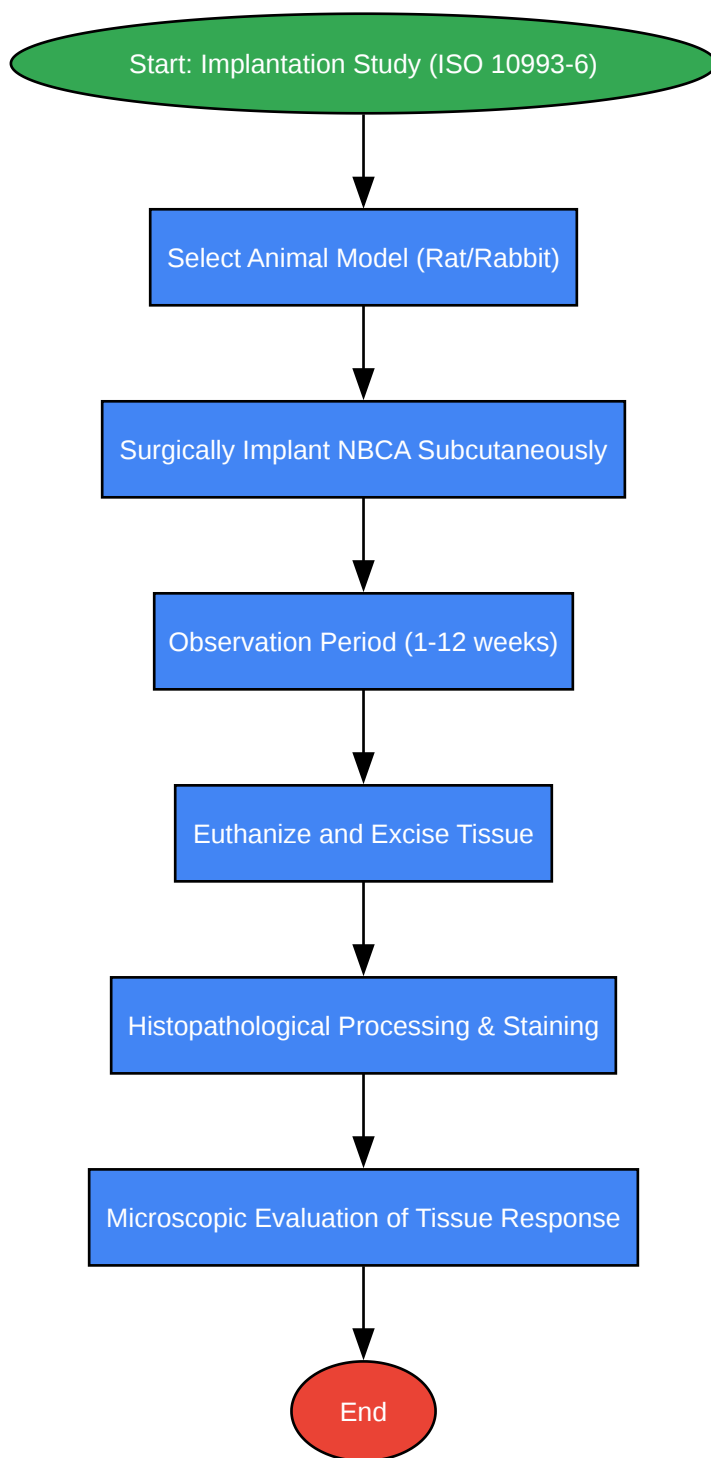 Start: Implantation Study (ISO 10993-6)
Select Animal Model (Rat/Rabbit)
Surgically Implant NBCA Subcutaneously
Observation Period (1-12 weeks)
Euthanize and Excise Tissue
Histopathological Processing & Staining
Microscopic Evaluation of Tissue Response
End